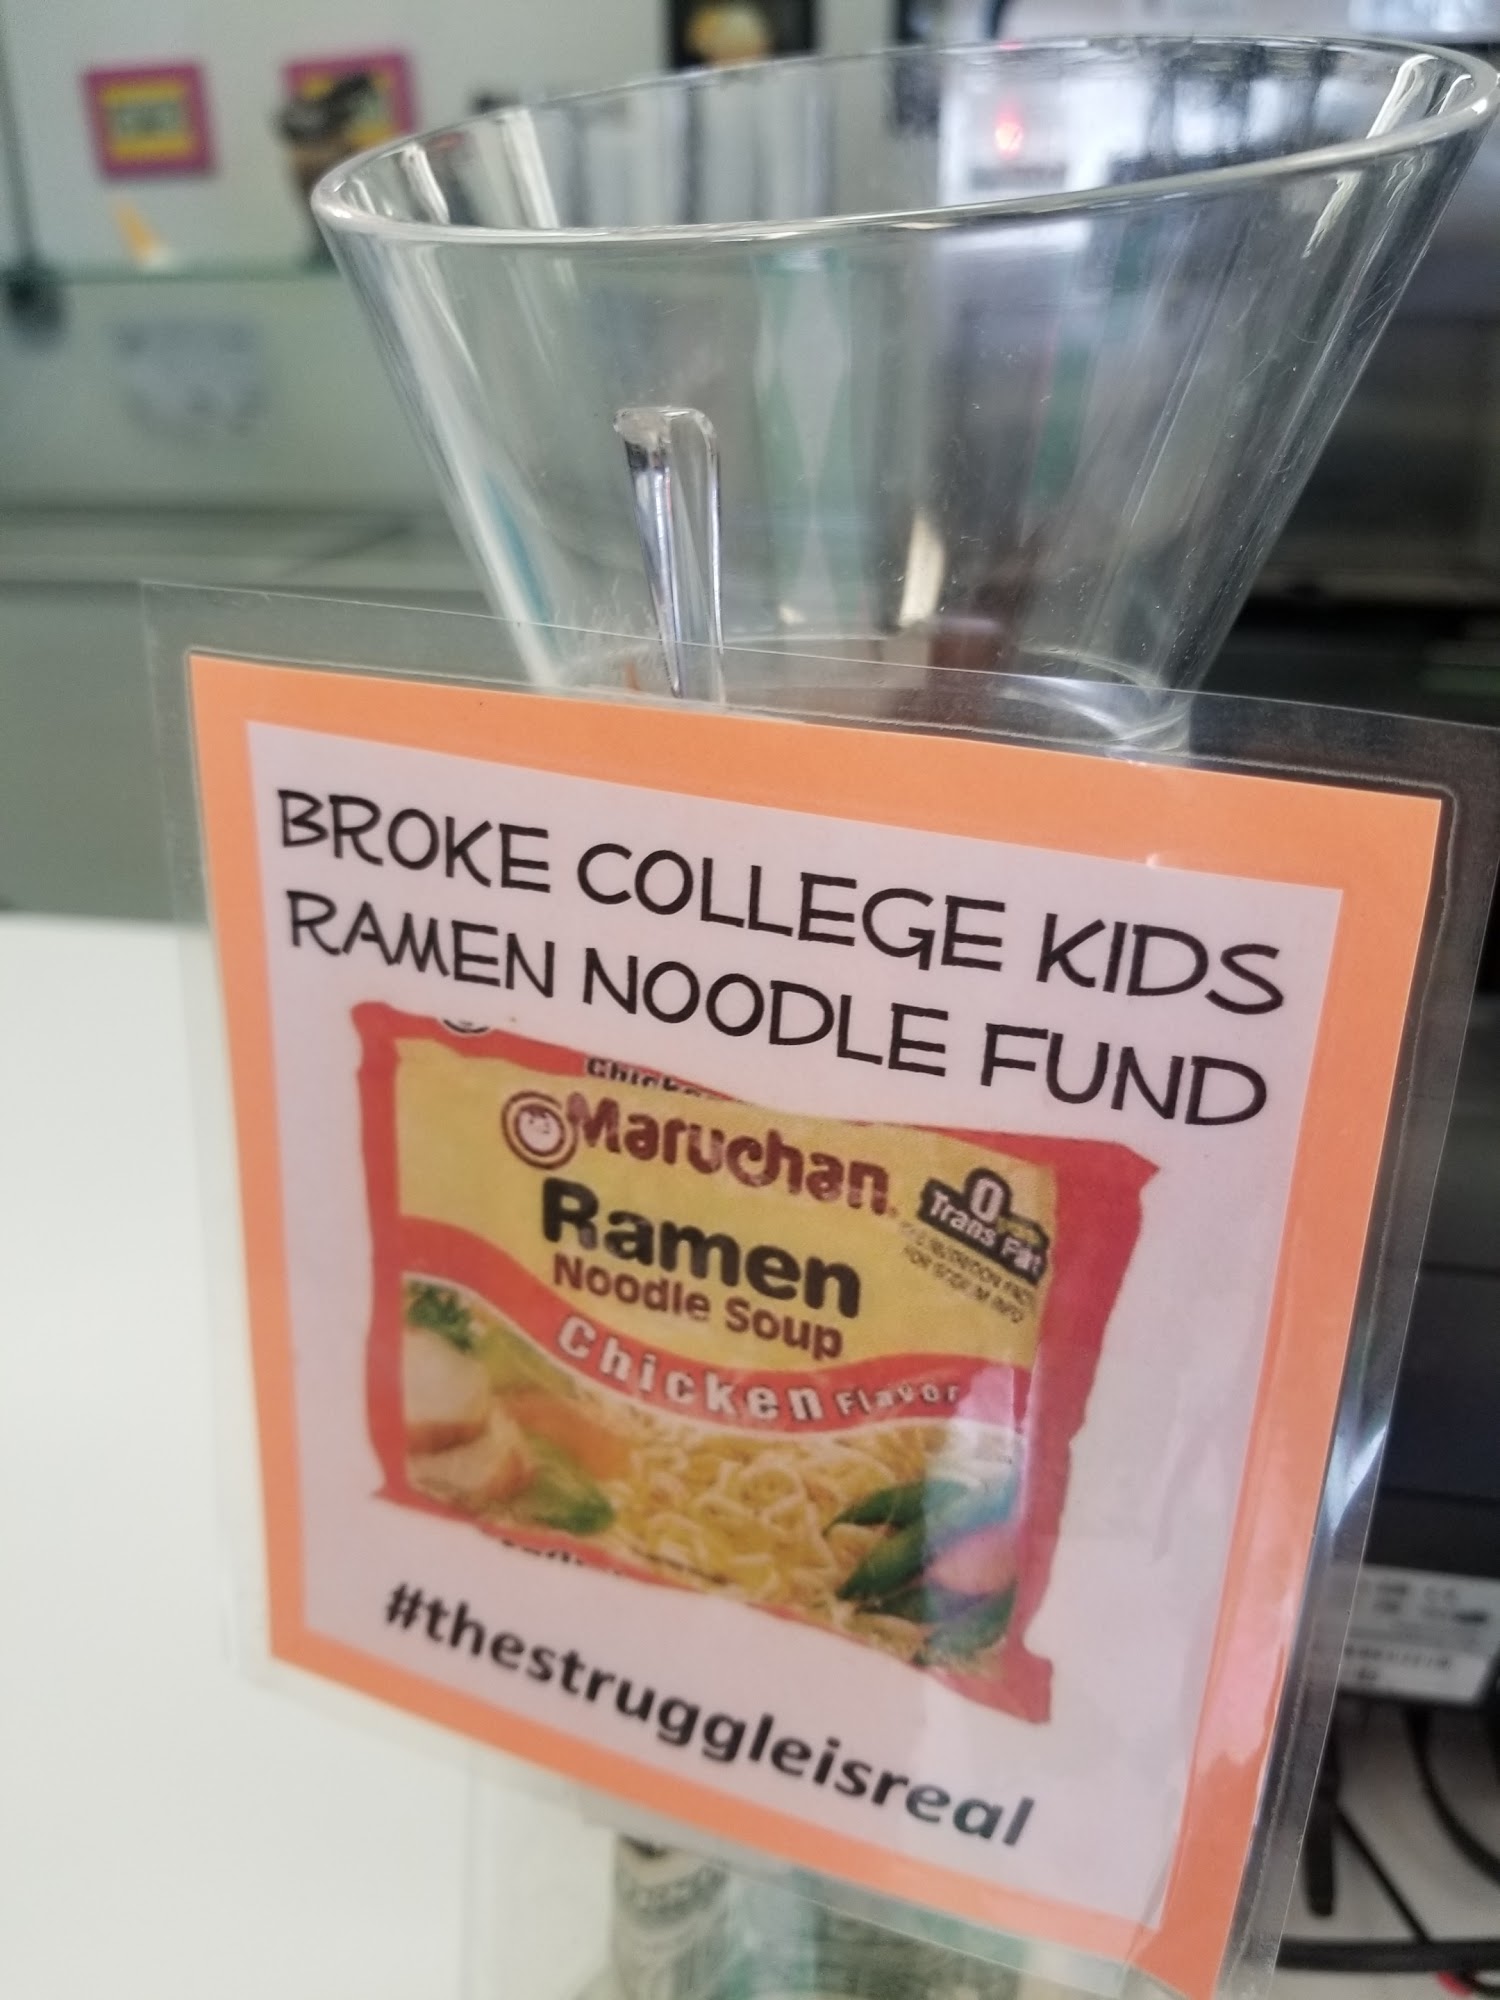 BROKE COLLEGE KIDS
RAMEN NOODLE FUND
Maruchan
0
Trans Fat
Ramen
Noodle Soup
Chicken Flavor
#thestruggleisreal